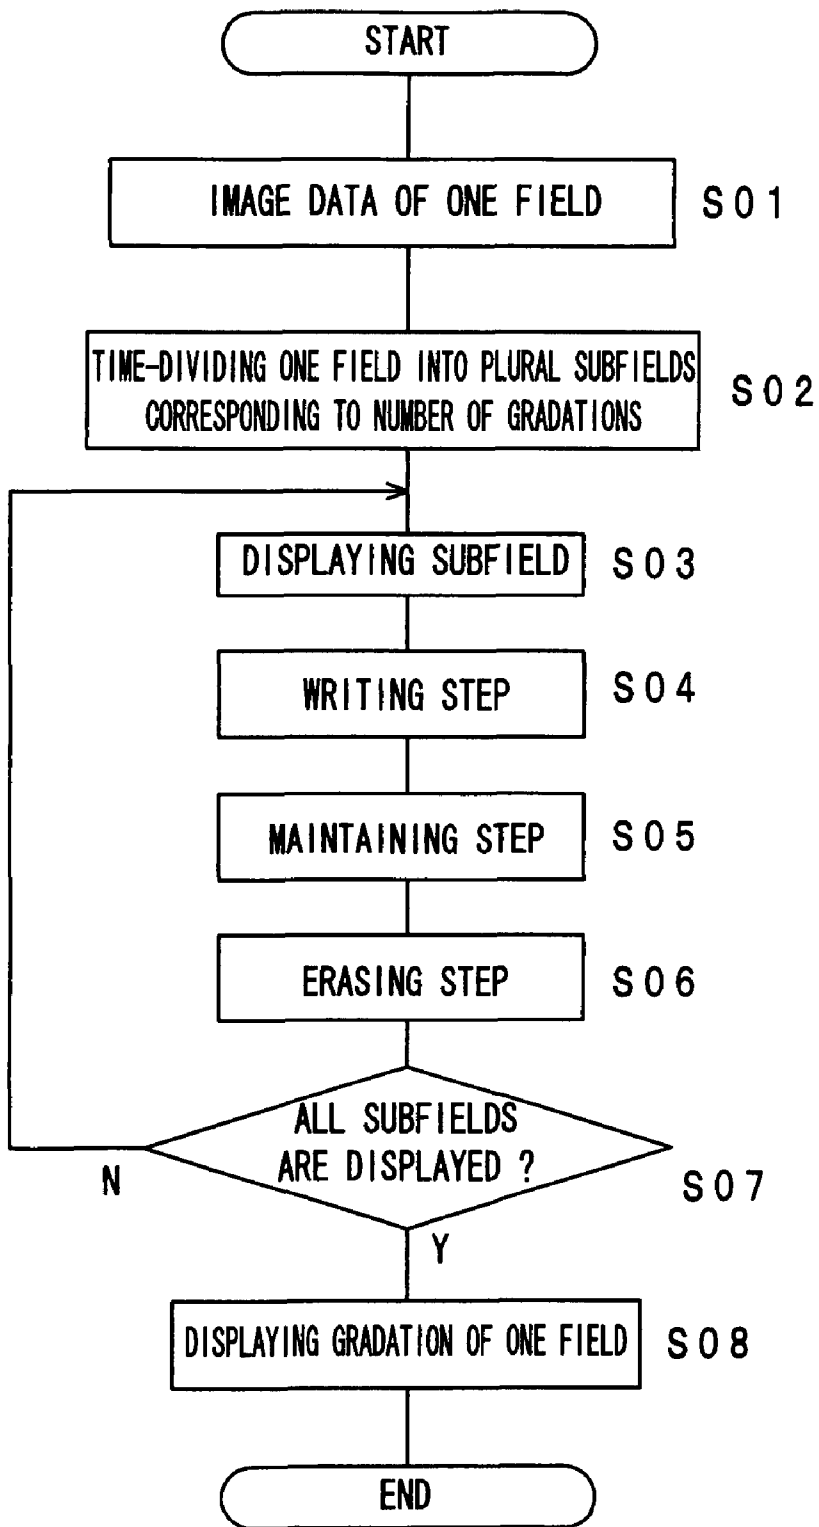 START
IMAGE DATA OF ONE FIELD
S01
TIME-DIVIDING ONE FIELD INTO PLURAL SUBFIELDS
CORRESPONDING TO NUMBER OF GRADATIONS
S02
DISPLAYING SUBFIELD
S03
WRITING STEP
S04
MAINTAINING STEP
S05
ERASING STEP
S06
ALL SUBFIELDS
ARE DISPLAYED ?
N
S07
Y
DISPLAYING GRADATION OF ONE FIELD
S08
END